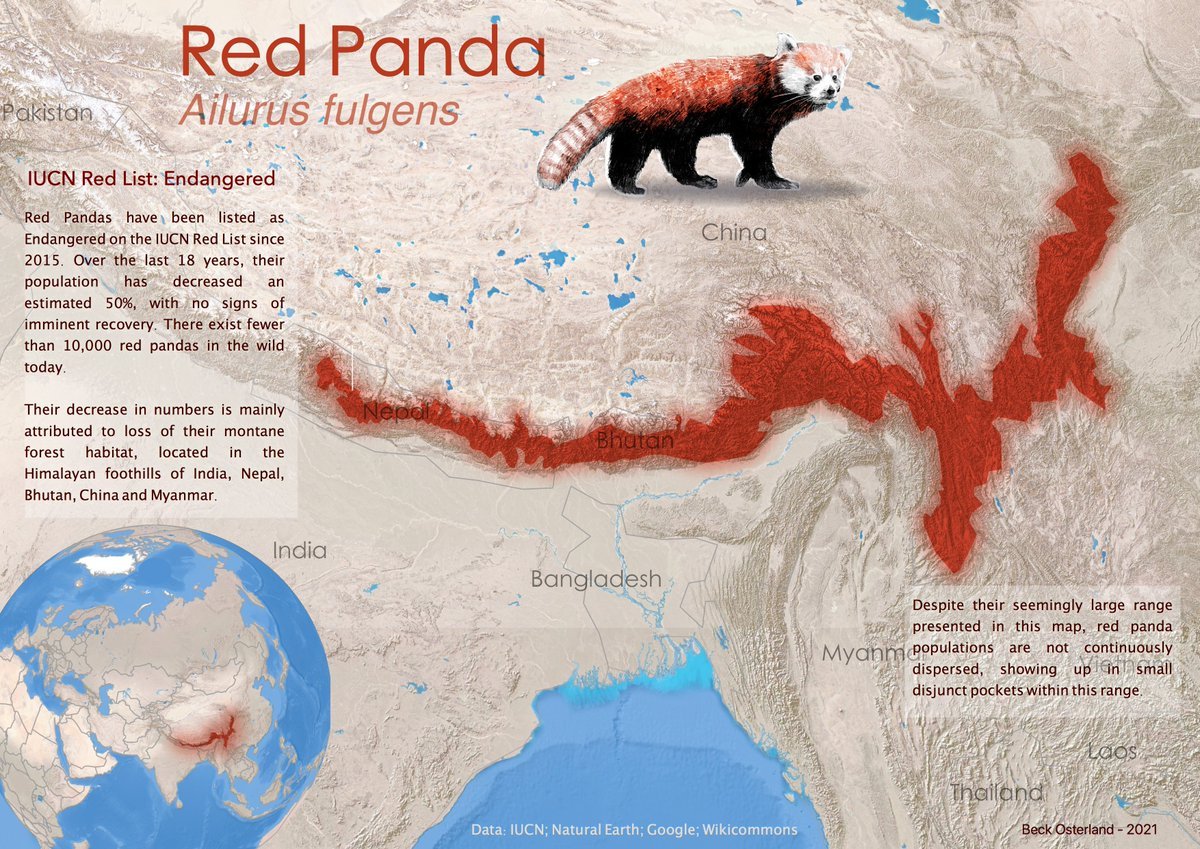 Red Panda
Ailurus fulgens
Pakistan
IUCN Red List: Endangered
Red Pandas have been listed as
Endangered on the IUCN Red List since
2015. Over the last 18 years, their
population has decreased an
estimated 50%, with no signs of
imminent recovery. There exist fewer
than 10,000 red pandas in the wild
today.
Their decrease in numbers is mainly
attributed to loss of their montane
forest habitat, located in the
Himalayan foothills of India, Nepal,
Bhutan, China and Myanmar.
China
Nepal
Bhutan
India
Bangladesh
Myanmar
Despite their seemingly large range
presented in this map, red panda
populations are not continuously
dispersed, showing up in small
disjunct pockets within this range.
Vietnam
Laos
Thailand
Data: IUCN; Natural Earth; Google; Wikicommons
Beck Osterland - 2021